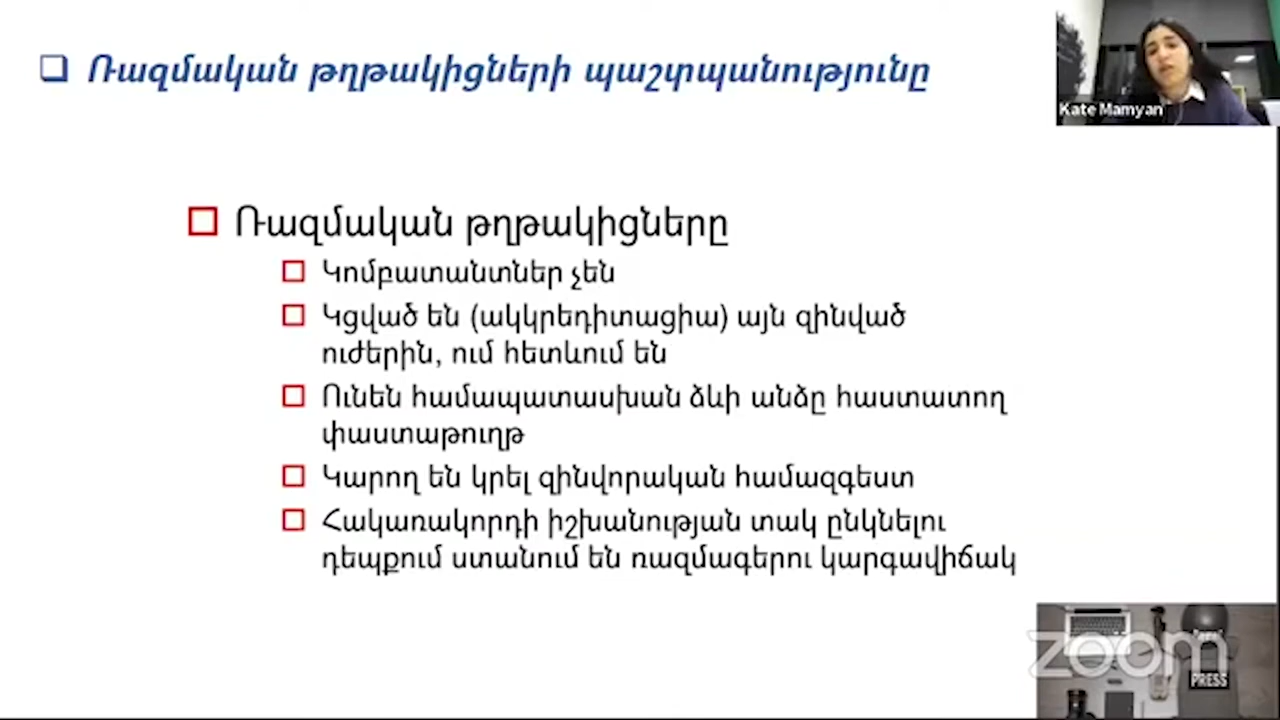 Ռազմական թղթակիցների պաշտպանությունը
Kate Mamyan
Ռազմական թղթակիցները
Կոմբատանտներ չեն
Կցված են (ակկրեդիտացիա) այն զինված
ուժերին, ում հետևում են
Ունեն համապատասխան ձևի անձը հաստատող
փաստաթուղթ
Կարող են կրել զինվորական համազգեստ
Հակառակորդի իշխանության տակ ընկնելու
դեպքում ստանում են ռազմագերու կարգավիճակ
zoom
PRESS